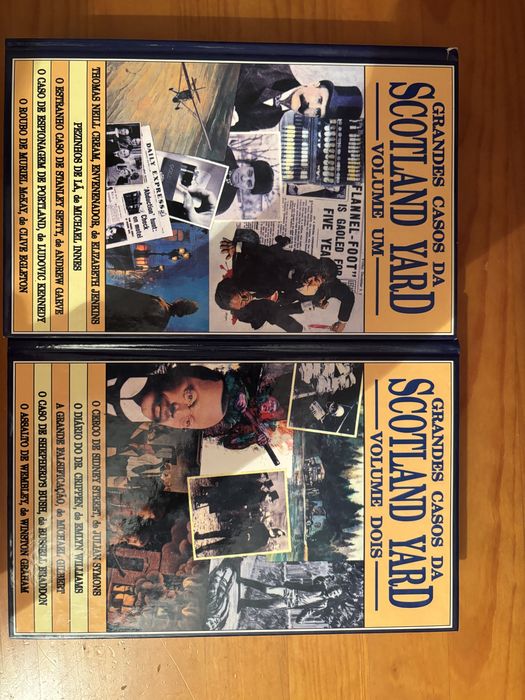 GRANDES CASOS DA
SCOTLAND YARD
VOLUME UM
"FLANNEL-FOOT"
IS GAOLED FOR
FIVE YEA
DAILY EXPRESS
THOMAS NEILL CREAM, ENVENENADOR, de ELIZABETH JENKINS
PEZINHOS DE LÃ, de MICHAEL INNES
O ESTRANHO CASO DE STANLEY SETTY, de ANDREW GARVE
O CASO DE ESPIONAGEM DE PORTLAND, de LUDOVIC KENNEDY
O ROUBO DE MURIEL McKAY, de CLIVE EGLETON
GRANDES CASOS DA
SCOTLAND YARD
VOLUME DOIS
O CERCO DE SIDNEY STREET, de JULIAN SYMONS
O DIÁRIO DO DR. CRIPPEN, de EMLYN WILLIAMS
A GRANDE FALSIFICAÇÃO, de MICHAEL GILBERT
O CASO DE SHEPHERD'S BUSH, de RUSSELL BRADDON
O ASSALTO DE WEMBLEY, de WINSTON GRAHAM